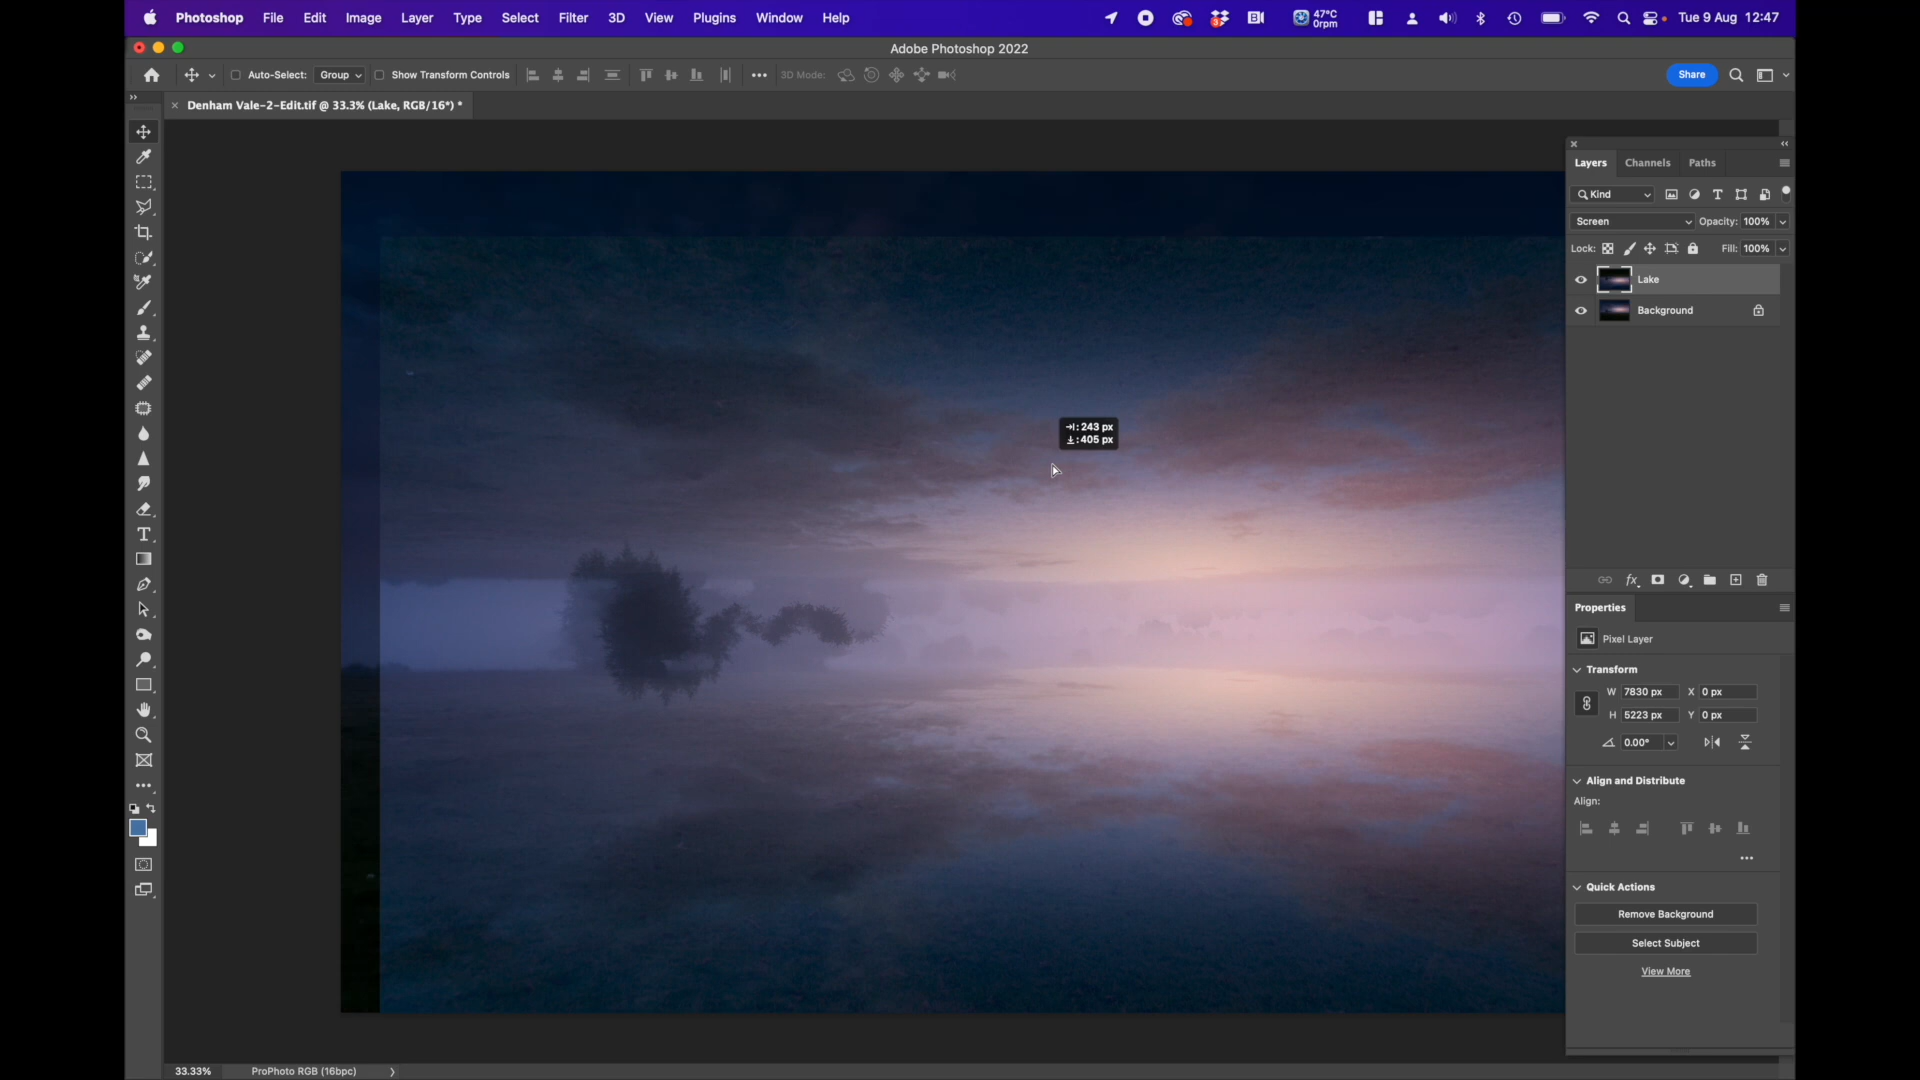 Photoshop File Edit Image Layer Type Select Filter 3D View Plugins Window Help 47°C 0rpm Tue 9 Aug 12:47
Adobe Photoshop 2022
Auto-Select: Group Show Transform Controls 3D Mode: Share
Denham Vale-2-Edit.tif @ 33.3% (Lake, RGB/16*) *
Layers Channels Paths
Kind
Screen Opacity: 100%
Lock: Fill: 100%
Lake
Background
: 243 px
: 405 px
Properties
Pixel Layer
Transform
W 7830 px X 0 px
H 5223 px Y 0 px
0.00°
Align and Distribute
Align:
Quick Actions
Remove Background
Select Subject
View More
33.33% ProPhoto RGB (16bpc)